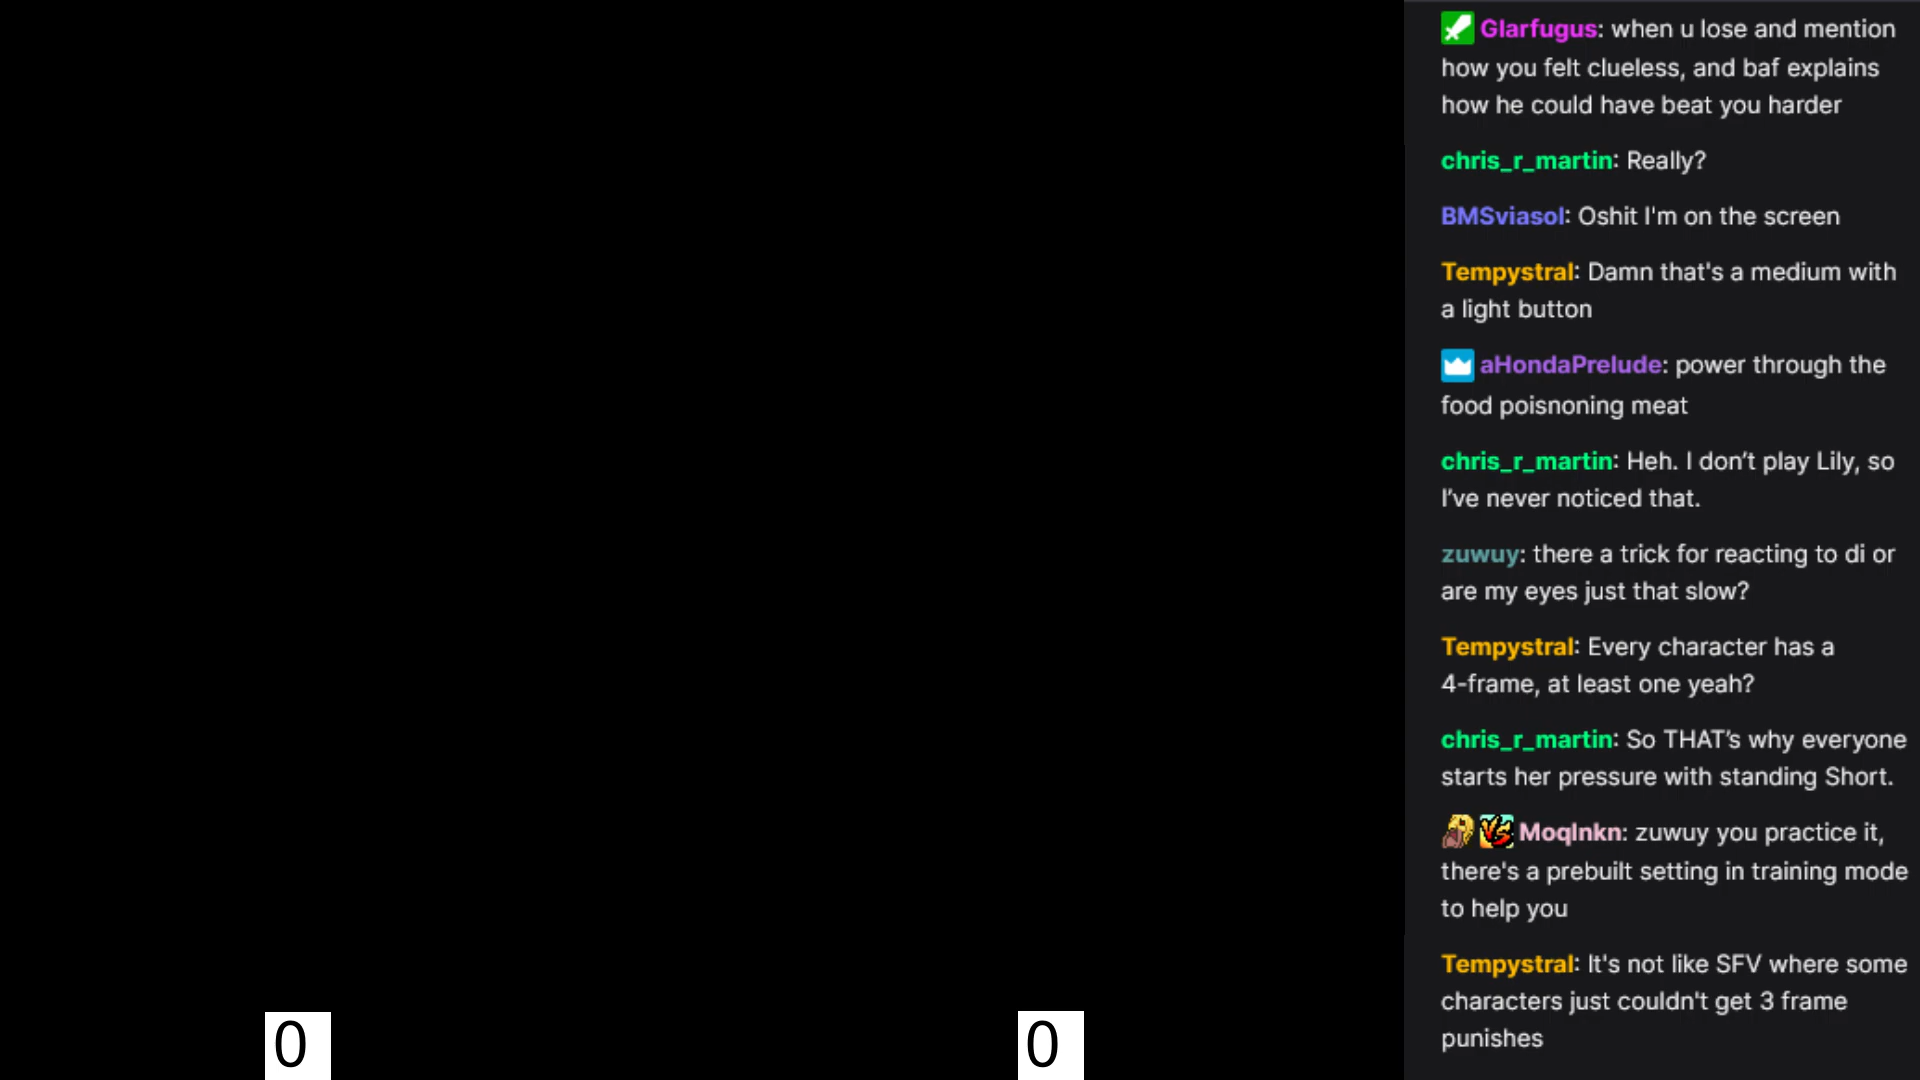 Glarfugus: when u lose and mention
how you felt clueless, and baf explains
how he could have beat you harder
chris_r_martin: Really?
BMSviasol: Oshit I'm on the screen
Tempystral: Damn that's a medium with
a light button
aHondaPrelude: power through the
food poisnoning meat
chris_r_martin: Heh. I don’t play Lily, so
I’ve never noticed that.
zuwuy: there a trick for reacting to di or
are my eyes just that slow?
Tempystral: Every character has a
4-frame, at least one yeah?
chris_r_martin: So THAT’s why everyone
starts her pressure with standing Short.
VS MoqInkn: zuwuy you practice it,
there's a prebuilt setting in training mode
to help you
Tempystral: It's not like SFV where some
characters just couldn't get 3 frame
punishes
0
0